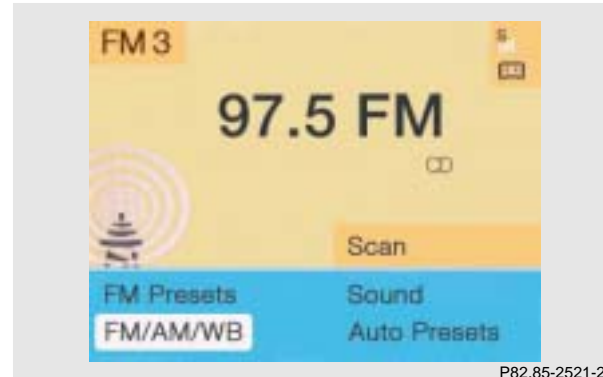 FM 3
S
97.5 FM
Scan
FM Presets Sound
FM/AM/WB Auto Presets
P82.85-2521-2